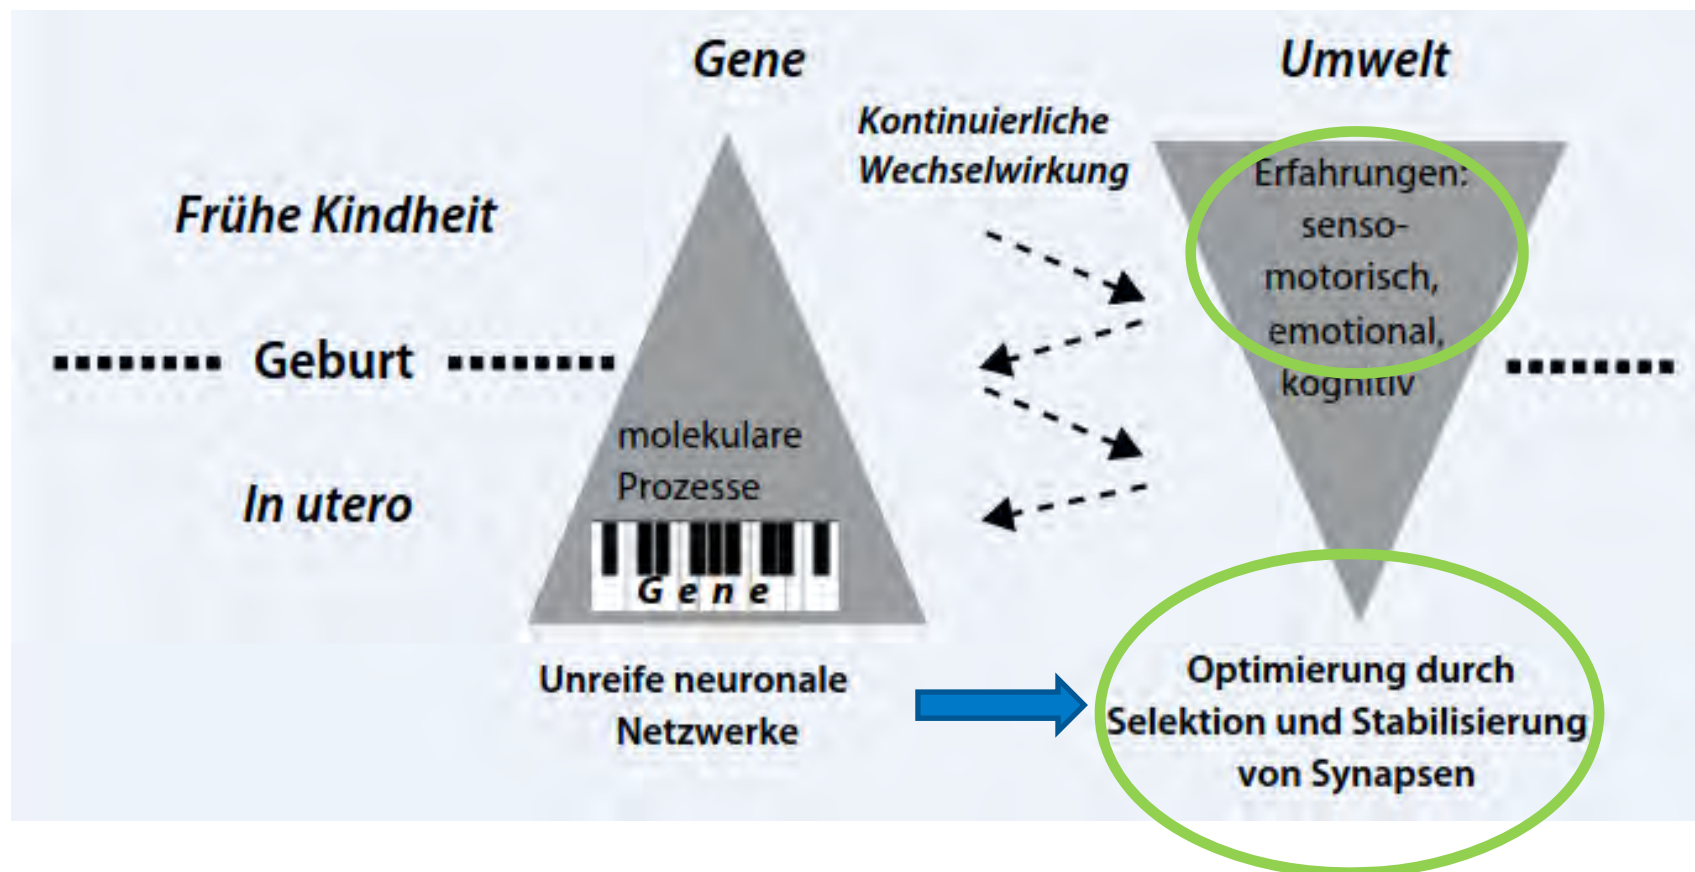 Gene
Umwelt
Kontinuierliche
Wechselwirkung
Frühe Kindheit
Erfahrungen:
senso-
motorisch,
emotional,
kognitiv
Geburt
molekulare
Prozesse
In utero
Gene
Unreife neuronale
Netzwerke
Optimierung durch
Selektion und Stabilisierung
von Synapsen